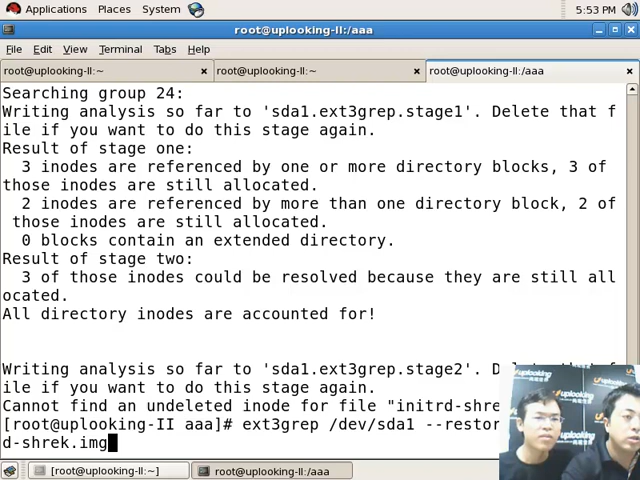 Applications Places System 5:53 PM
root@uplooking-II:/aaa
File Edit View Terminal Tabs Help
root@uplooking-II:~ root@uplooking-II:~ root@uplooking-II:/aaa
Searching group 24:
Writing analysis so far to 'sda1.ext3grep.stage1'. Delete that f
ile if you want to do this stage again.
Result of stage one:
3 inodes are referenced by one or more directory blocks, 3 of
those inodes are still allocated.
2 inodes are referenced by more than one directory block, 2 of
those inodes are still allocated.
0 blocks contain an extended directory.
Result of stage two:
3 of those inodes could be resolved because they are still all
ocated.
All directory inodes are accounted for!
Writing analysis so far to 'sda1.ext3grep.stage2'.
ile if you want to do this stage again.
Cannot find an undeleted inode for file "initrd-shre
[root@uplooking-II aaa]# ext3grep /dev/sda1 --restor
d-shrek.img
[root@uplooking-II:~] root@uplooking-II:/aaa
uplooking